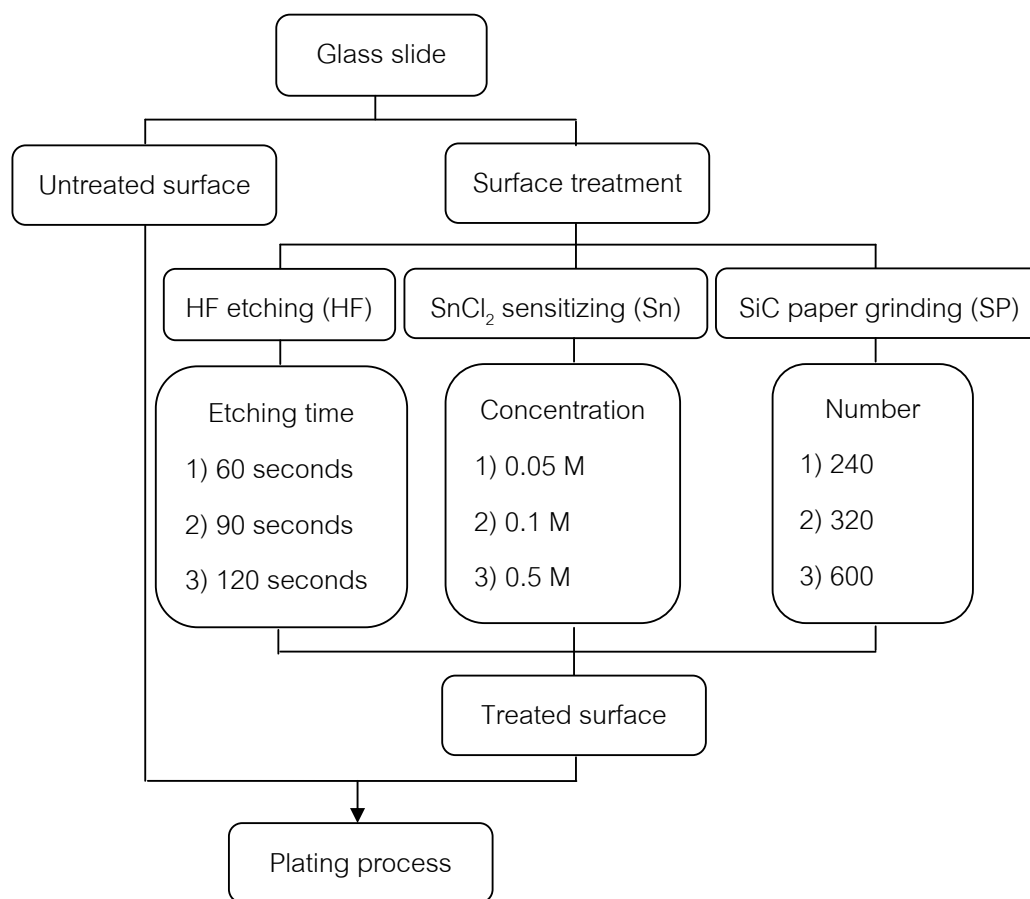 Glass slide
Untreated surface
Surface treatment
HF etching (HF)
SnCl₂ sensitizing (Sn)
SiC paper grinding (SP)
Etching time
1) 60 seconds
2) 90 seconds
3) 120 seconds
Concentration
1) 0.05 M
2) 0.1 M
3) 0.5 M
Number
1) 240
2) 320
3) 600
Treated surface
Plating process